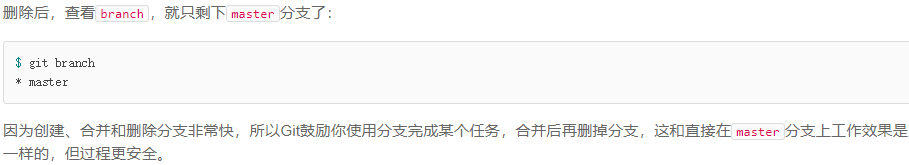 删除后，查看branch，就只剩下master分支了：
$ git branch
* master
因为创建、合并和删除分支非常快，所以Git鼓励你使用分支完成某个任务，合并后再删掉分支，这和直接在master分支上工作效果是
一样的，但过程更安全。